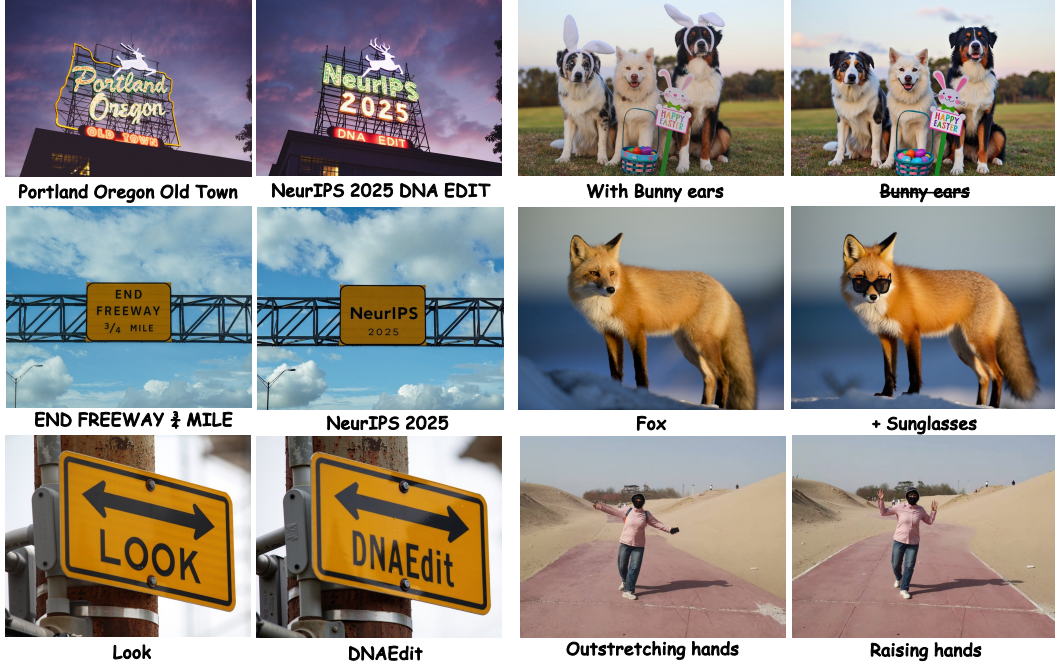 Portland
Oregon
OLD TOWN
NeurIPS
2025
DNA EDIT
HAPPY
EASTER
HAPPY
EASTER
Portland Oregon Old Town
NeurIPS 2025 DNA EDIT
With Bunny ears
Bunny ears
END
FREEWAY
3/4 MILE
NeurIPS
2025
END FREEWAY ¾ MILE
NeurIPS 2025
Fox
+ Sunglasses
LOOK
DNAEdit
Look
DNAEdit
Outstretching hands
Raising hands